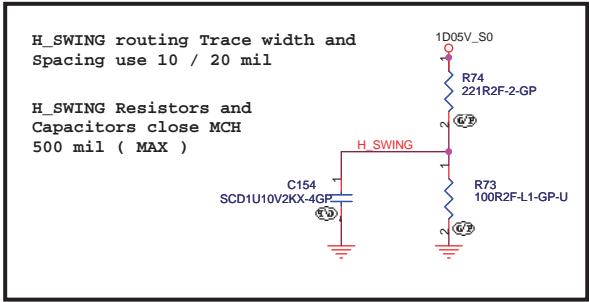 H_SWING routing Trace width and
Spacing use 10 / 20 mil
H_SWING Resistors and
Capacitors close MCH
500 mil ( MAX )
1D05V_S0
1
R74
221R2F-2-GP
2
G/P
H_SWING
1
C154
SCD1U10V2KX-4GP
1
R73
100R2F-L1-GP-U
2
G/P